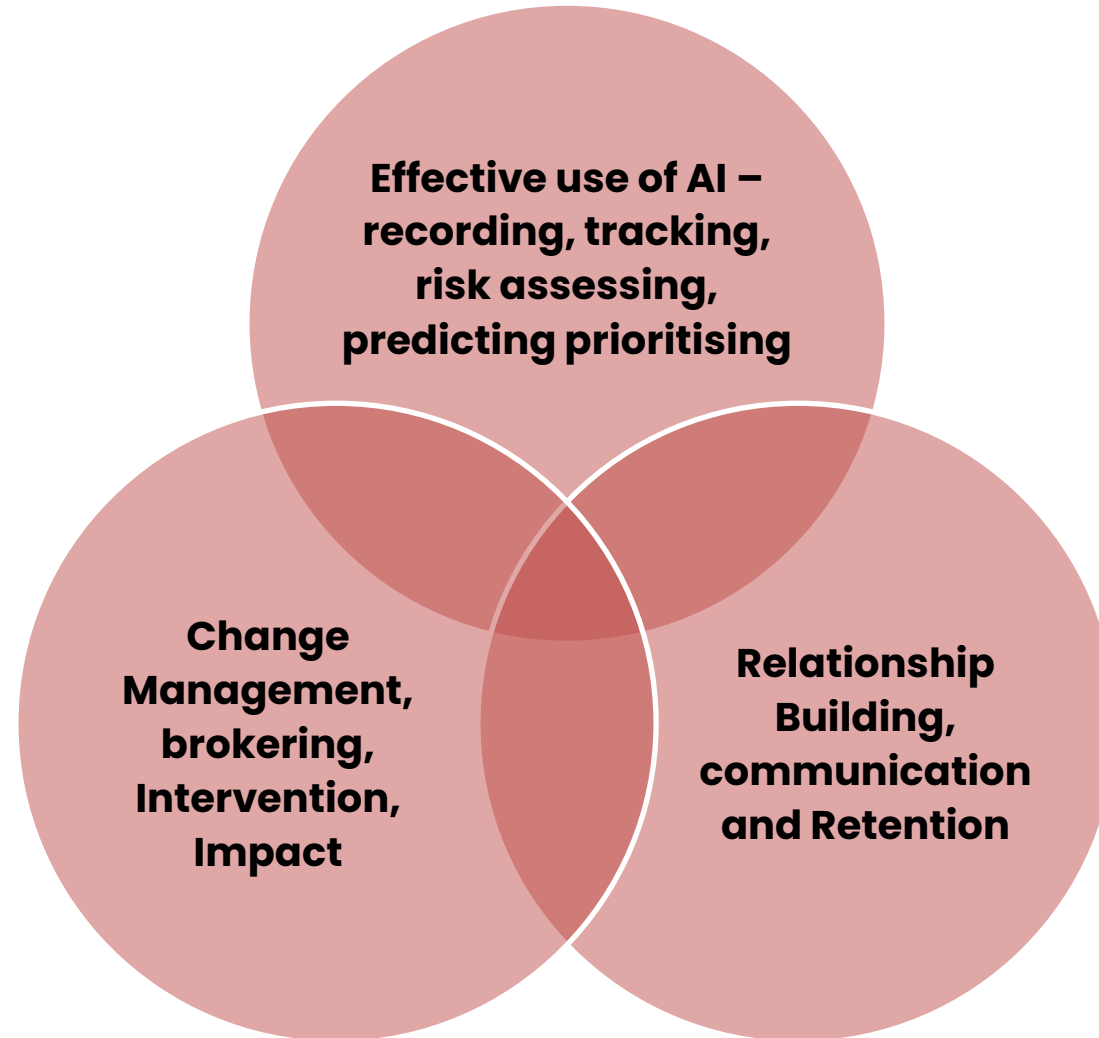 Effective use of AI –
recording, tracking,
risk assessing,
predicting prioritising
Change
Management,
brokering,
Intervention,
Impact
Relationship
Building,
communication
and Retention